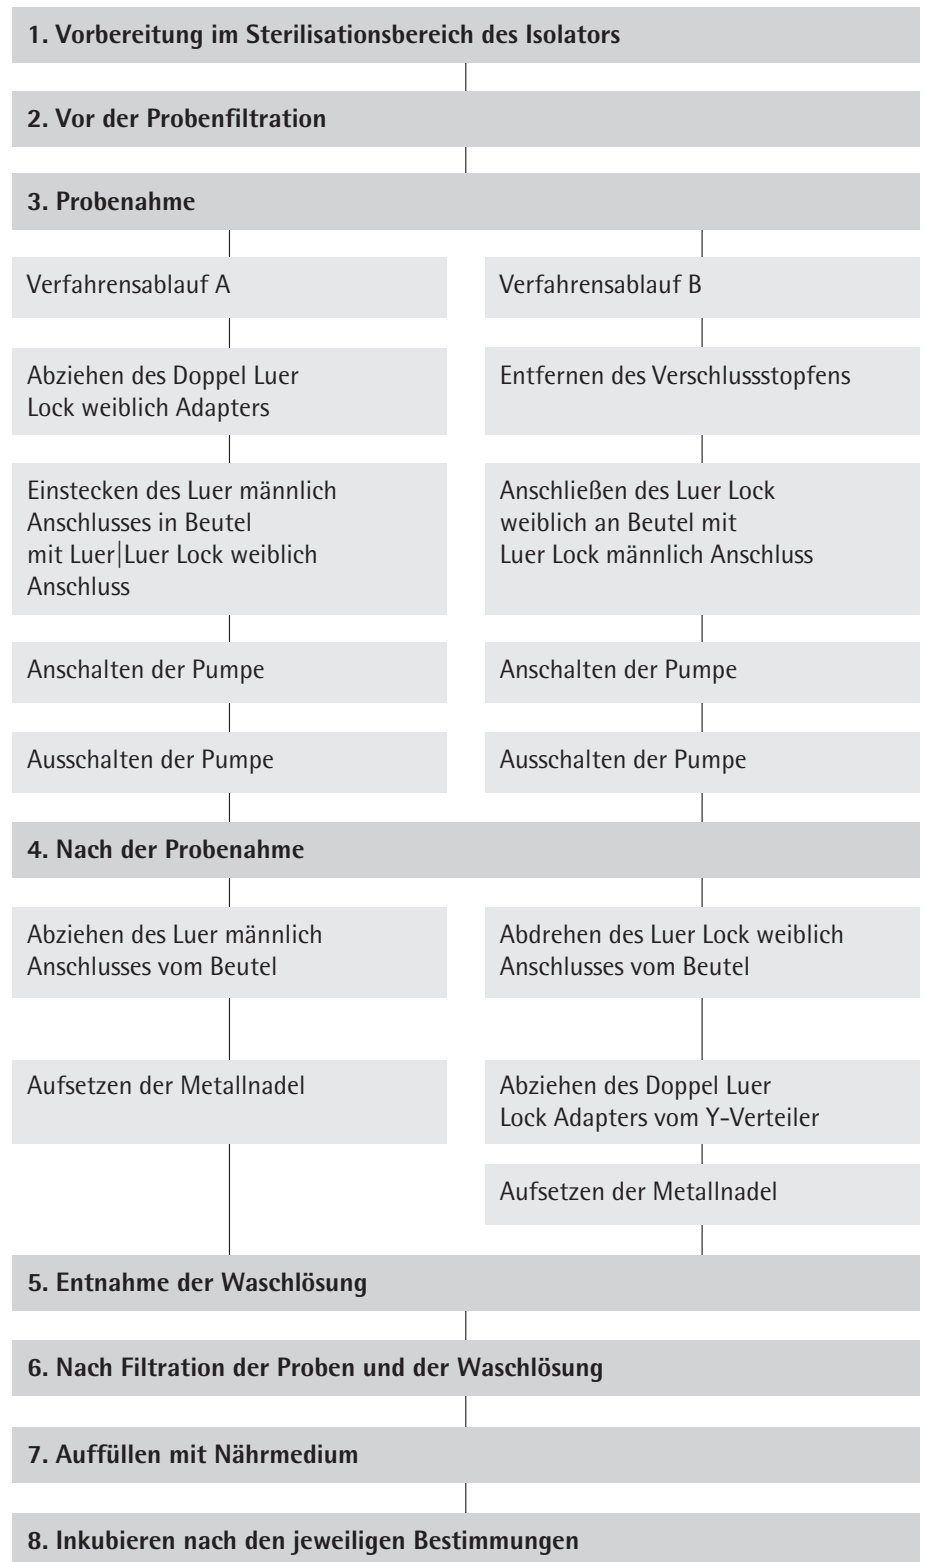 1. Vorbereitung im Sterilisationsbereich des Isolators
2. Vor der Probenfiltration
3. Probenahme
Verfahrensablauf A
Abziehen des Doppel Luer
Lock weiblich Adapters
Einstecken des Luer männlich
Anschlusses in Beutel
mit Luer|Luer Lock weiblich
Anschluss
Anschalten der Pumpe
Ausschalten der Pumpe
Verfahrensablauf B
Entfernen des Verschlussstopfens
Anschließen des Luer Lock
weiblich an Beutel mit
Luer Lock männlich Anschluss
Anschalten der Pumpe
Ausschalten der Pumpe
4. Nach der Probenahme
Abziehen des Luer männlich
Anschlusses vom Beutel
Aufsetzen der Metallnadel
Abdrehen des Luer Lock weiblich
Anschlusses vom Beutel
Abziehen des Doppel Luer
Lock Adapters vom Y-Verteiler
Aufsetzen der Metallnadel
5. Entnahme der Waschlösung
6. Nach Filtration der Proben und der Waschlösung
7. Auffüllen mit Nährmedium
8. Inkubieren nach den jeweiligen Bestimmungen